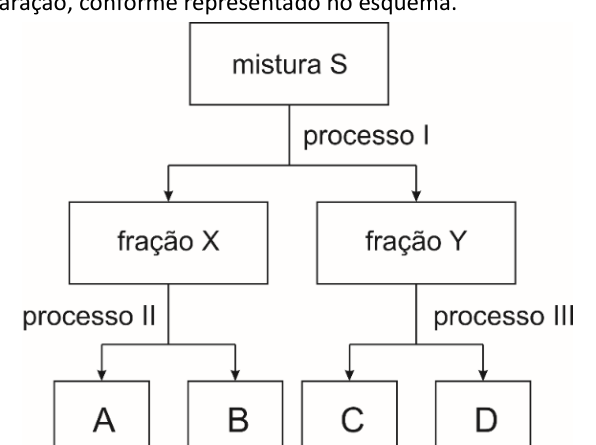 aração, conforme representado no esquema.
mistura S
processo I
fração X
fração Y
processo II
processo III
A
B
C
D